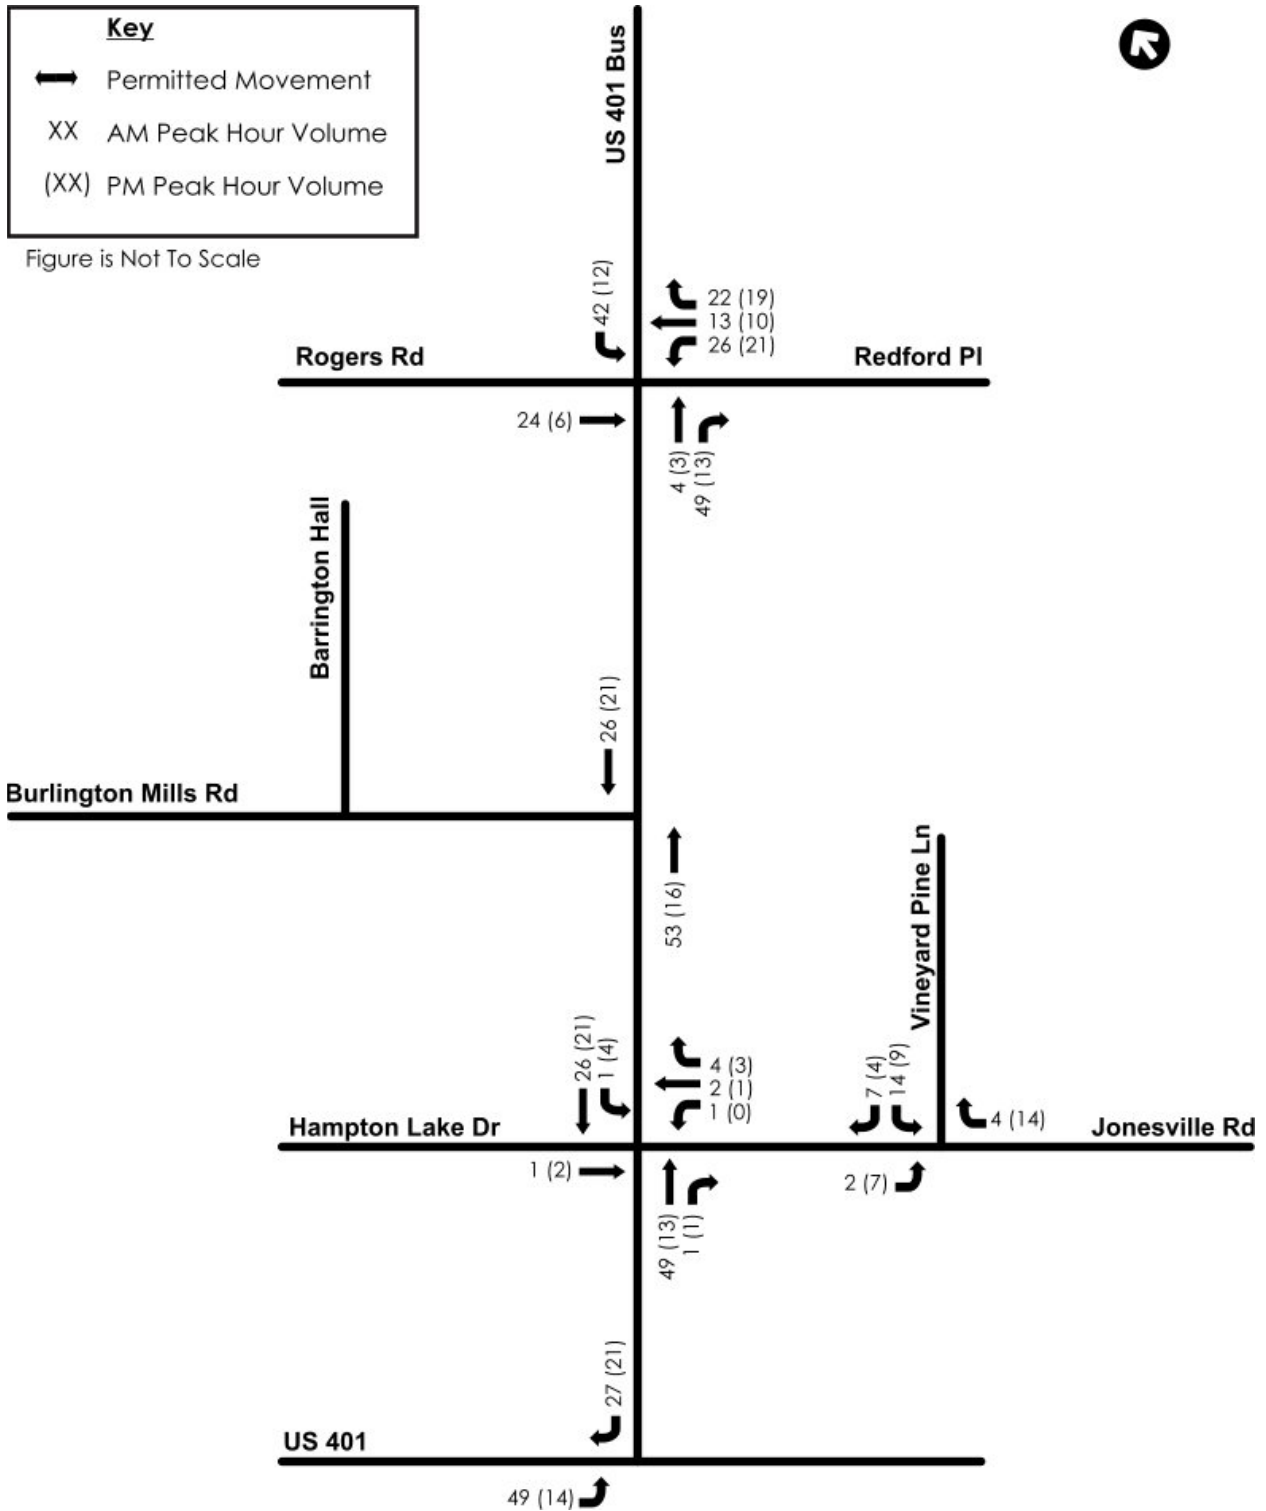 Key
Permitted Movement
XX AM Peak Hour Volume
(XX) PM Peak Hour Volume
Figure is Not To Scale
US 401 Bus
42 (12)
22 (19)
13 (10)
26 (21)
Rogers Rd
Redford Pl
24 (6)
4 (3)
49 (13)
Barrington Hall
26 (21)
Burlington Mills Rd
53 (16)
Vineyard Pine Ln
26 (21)
1 (4)
4 (3)
2 (1)
1 (0)
7 (4)
14 (9)
4 (14)
Hampton Lake Dr
Jonesville Rd
1 (2)
49 (13)
1 (1)
2 (7)
27 (21)
US 401
49 (14)